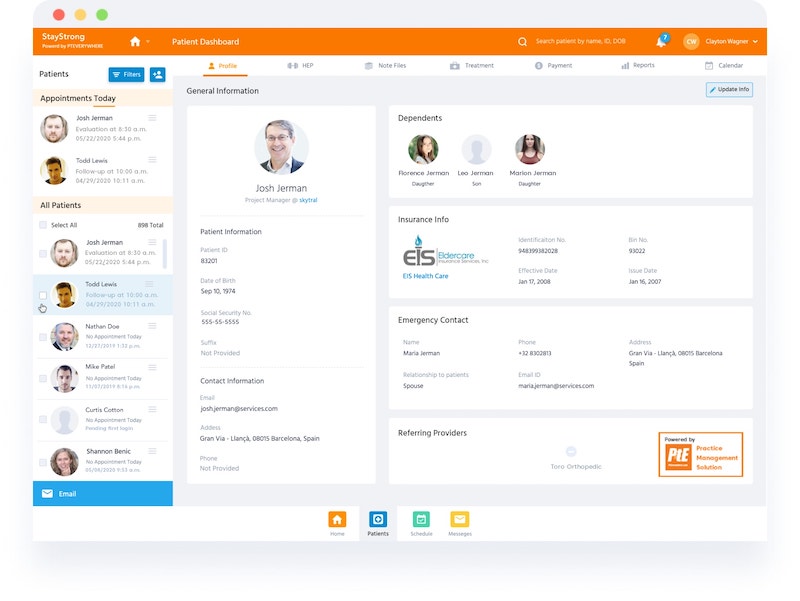 StayStrong
Powered by PTEVERYWHERE
Patient Dashboard
Search patient by name, ID, DOB
7
CW
Clayton Wagner
Patients
Filters
Profile
HEP
Note Files
Treatment
Payment
Reports
Calendar
Appointments Today
Josh Jerman
Evaluation at 8:30 a.m.
05/22/2020 5:44 p.m.
Todd Lewis
Follow-up at 10:00 a.m.
04/29/2020 10:11 a.m.
All Patients
Select All
898 Total
Josh Jerman
Evaluation at 8:30 a.m.
05/22/2020 5:44 p.m.
Todd Lewis
Follow-up at 10:00 a.m.
04/29/2020 10:11 a.m.
Nathan Doe
No Appointment Today
12/27/2019 1:32 p.m.
Mike Patel
No Appointment Today
11/07/2019 8:16 p.m.
Curtis Cotton
No Appointment Today
Pending first login
Shannon Benic
No Appointment Today
05/08/2020 9:53 a.m.
Email
General Information
Update info
Josh Jerman
Project Manager @ skytral
Patient Information
Patient ID
83201
Date of Birth
Sep 10, 1974
Social Security No.
555-55-5555
Suffix
Not Provided
Contact Information
Email
josh.jerman@services.com
Addess
Gran Via - Llançà, 08015 Barcelona, Spain
Phone
Not Provided
Dependents
Florence Jerman
Daugther
Leo Jerman
Son
Marion Jerman
Daughter
Insurance Info
EIS Eldercare
Insurance Services, Inc
EIS Health Care
Identificaiton No.
948399382028
Bin No.
93022
Effective Date
Jan 17, 2008
Issue Date
Jan 16, 2007
Emergency Contact
Name
Maria Jerman
Phone
+32 8302813
Address
Gran Via - Llançà, 08015 Barcelona
Spain
Relationship to patients
Spouse
Email ID
maria.jerman@services.com
Referring Providers
Toro Orthopedic
Powered by
PtE
Practice
Management
Solution
Home
Patients
Schedule
Messeges